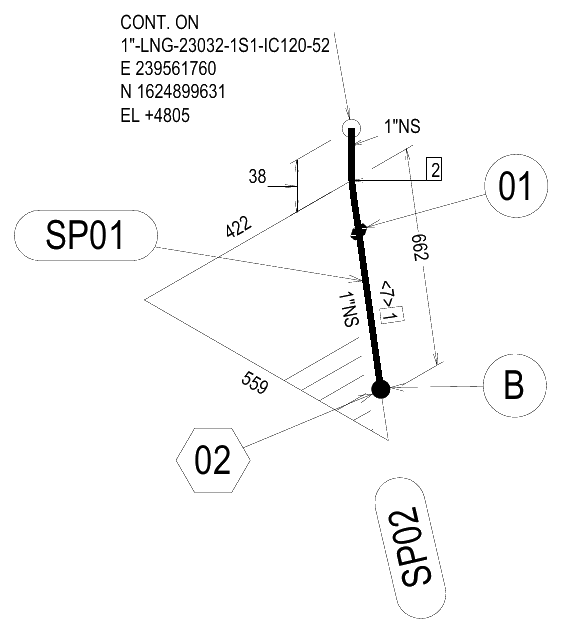 CONT. ON
1"-LNG-23032-1S1-IC120-52
E 239561760
N 1624899631
EL +4805
1"NS
38
2
01
422
SP01
662
<7>1
1"NS
559
B
02
SP02